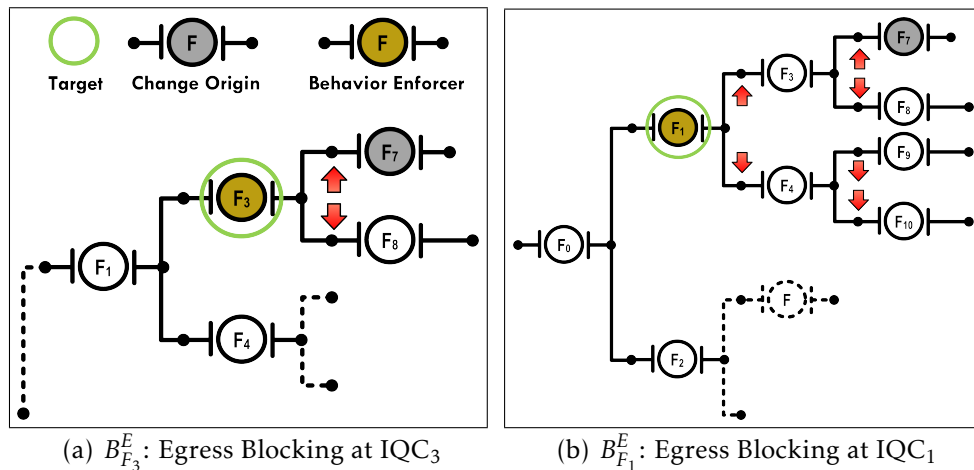 F F
Target Change Origin Behavior Enforcer
F₇
F₃
F₈
F₁
F₄
(a) B^E_{F₃}: Egress Blocking at IQC₃
F₇
F₃
F₈
F₁
F₉
F₄
F₁₀
F₀
F
F₂
(b) B^E_{F₁}: Egress Blocking at IQC₁